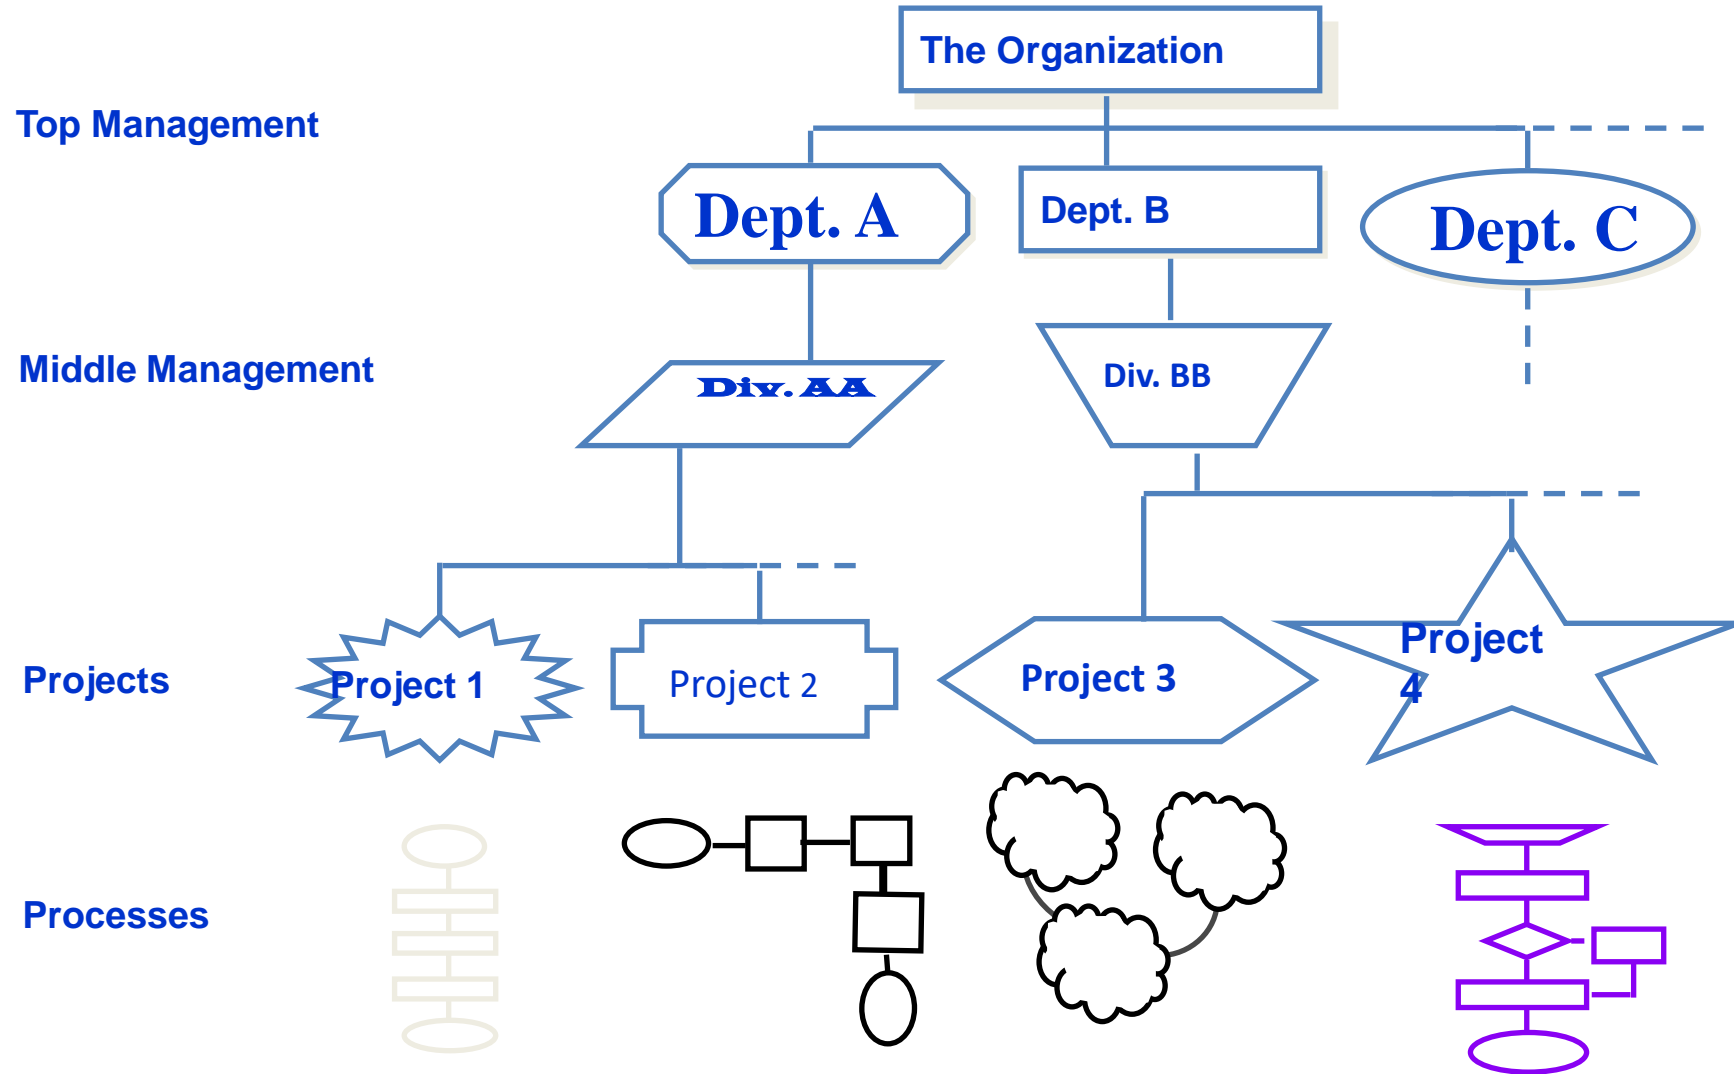 The Organization
Top Management
Dept. A
Dept. B
Dept. C
Middle Management
Div. AA
Div. BB
Projects
Project 1
Project 2
Project 3
Project
4
Processes